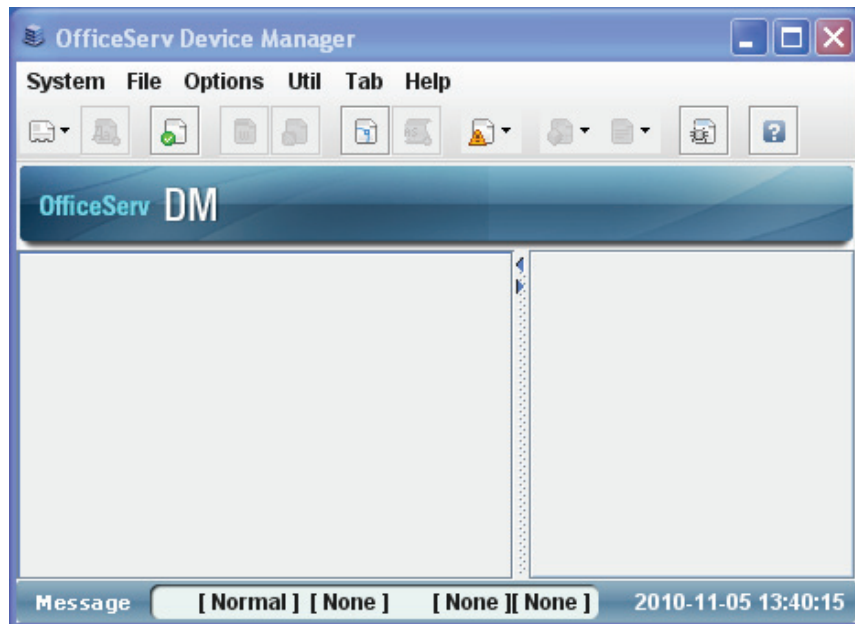 OfficeServ Device Manager
System File Options Util Tab Help
OfficeServ DM
Message [ Normal ] [ None ] [ None ][ None ] 2010-11-05 13:40:15